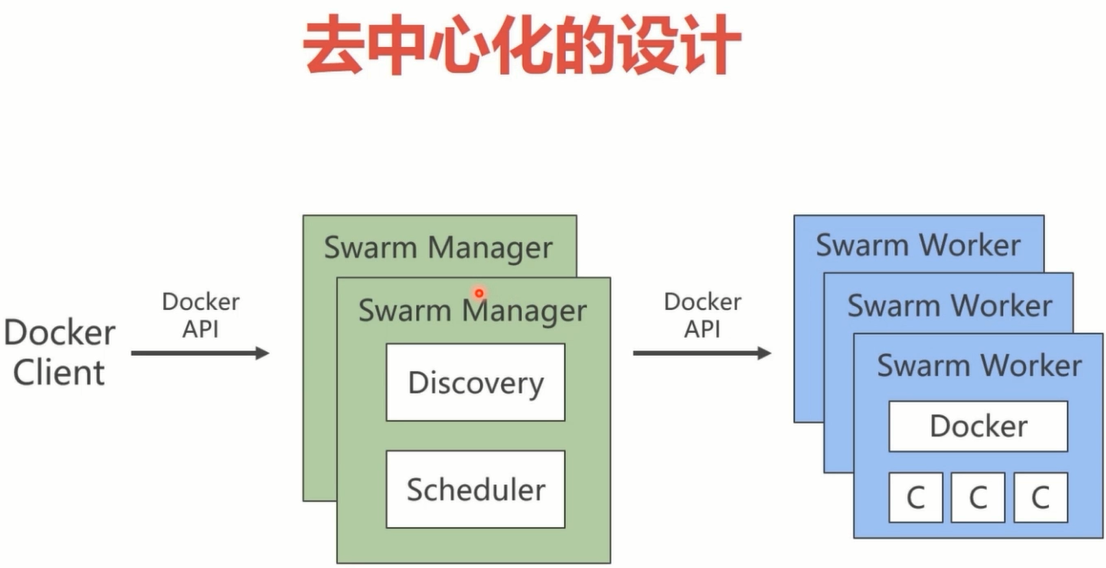 去中心化的设计
Docker
Client
Docker
API
Swarm Manager
Swarm Manager
Discovery
Scheduler
Docker
API
Swarm Worker
Swarm Worker
Swarm Worker
Docker
C C C